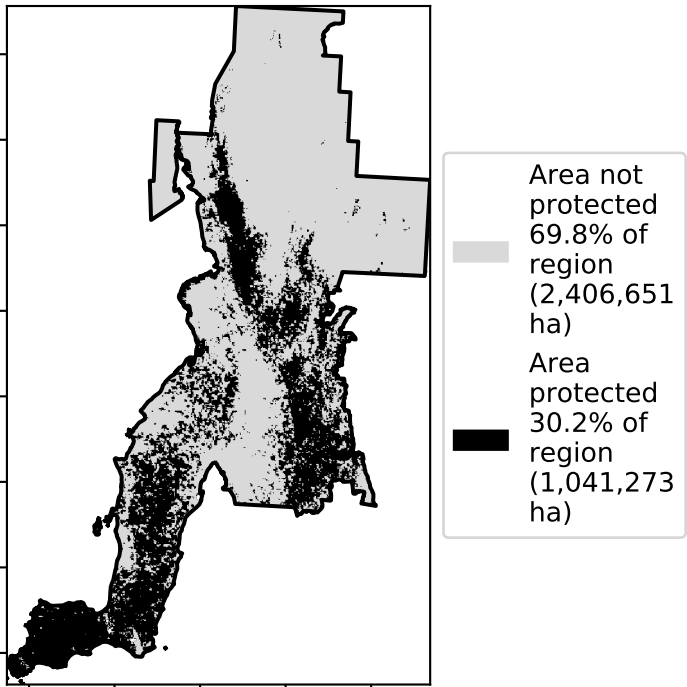 Area not
protected
69.8% of
region
(2,406,651
ha)
Area
protected
30.2% of
region
(1,041,273
ha)